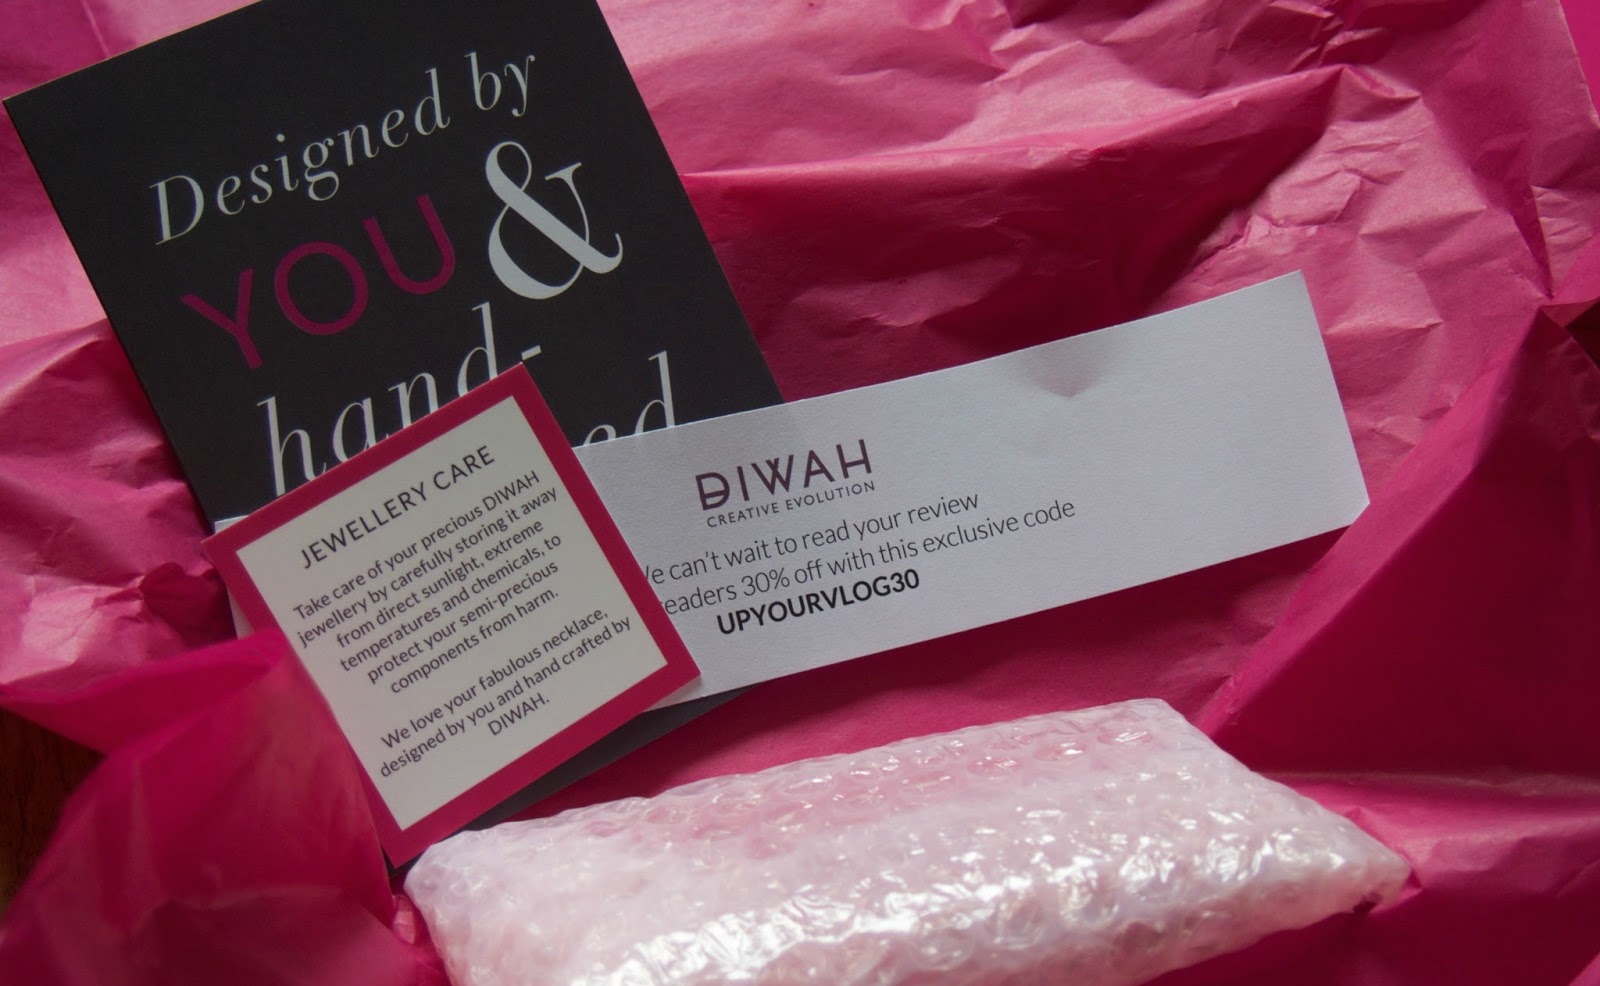 Designed by
YOU &
hand-
JEWELLERY CARE
Take care of your precious DIWAH
jewellery by carefully storing it away
from direct sunlight, extreme
temperatures and chemicals, to
protect your semi-precious
components from harm.
We love your fabulous necklace,
designed by you and hand crafted by
DIWAH.
DIWAH
CREATIVE EVOLUTION
can't wait to read your review
30% off with this exclusive code
UPYOURVLOG30